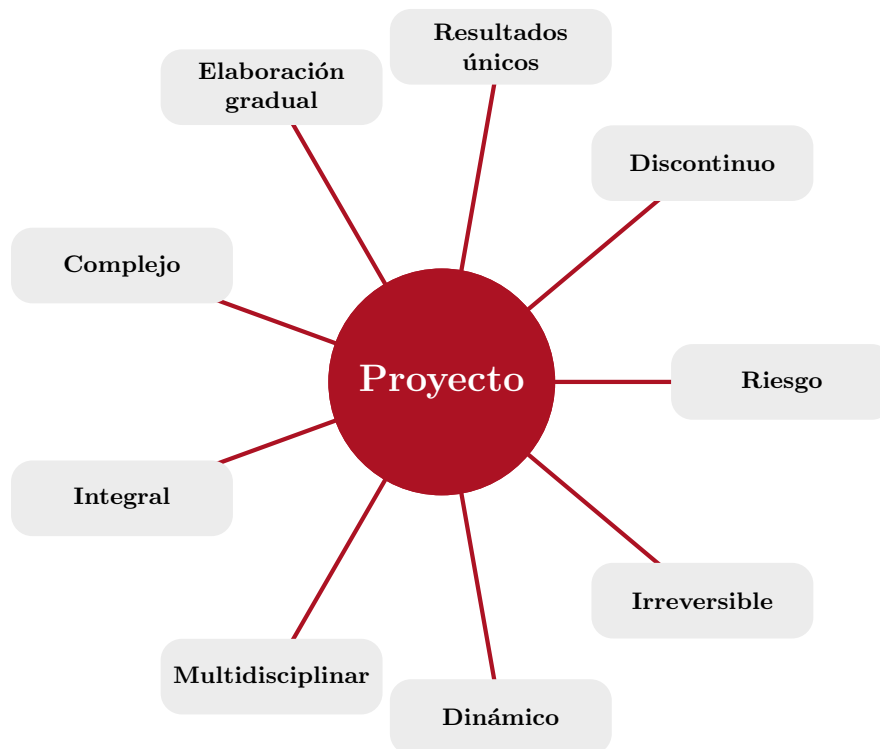 Resultados
únicos
Elaboración
gradual
Discontinuo
Complejo
Proyecto
Riesgo
Integral
Irreversible
Multidisciplinar
Dinámico